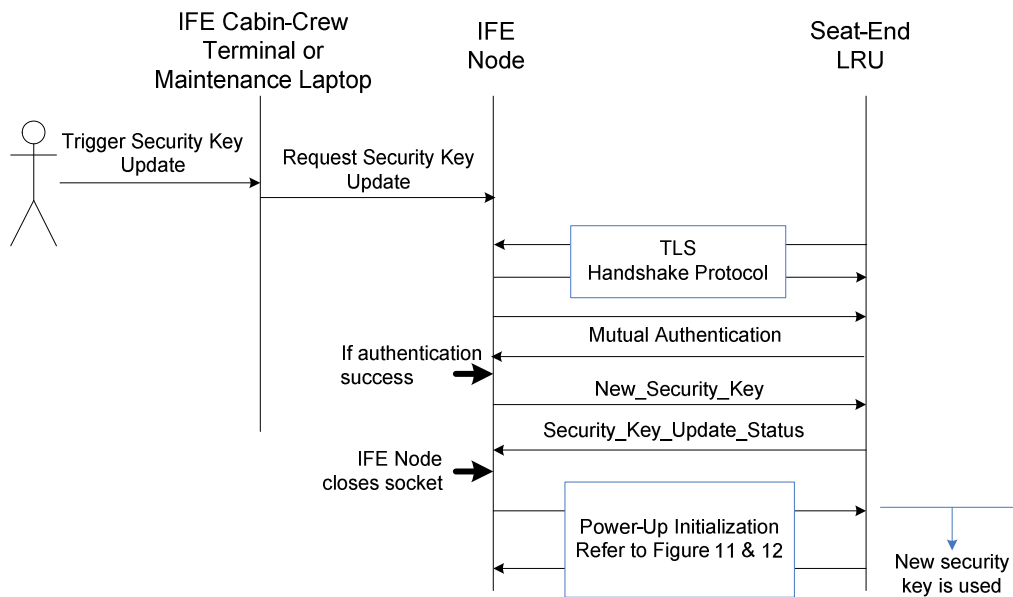 IFE Cabin-Crew
Terminal or
Maintenance Laptop
IFE
Node
Seat-End
LRU
Trigger Security Key
Update
Request Security Key
Update
TLS
Handshake Protocol
Mutual Authentication
If authentication
success
New_Security_Key
Security_Key_Update_Status
IFE Node
closes socket
Power-Up Initialization
Refer to Figure 11 & 12
New security
key is used